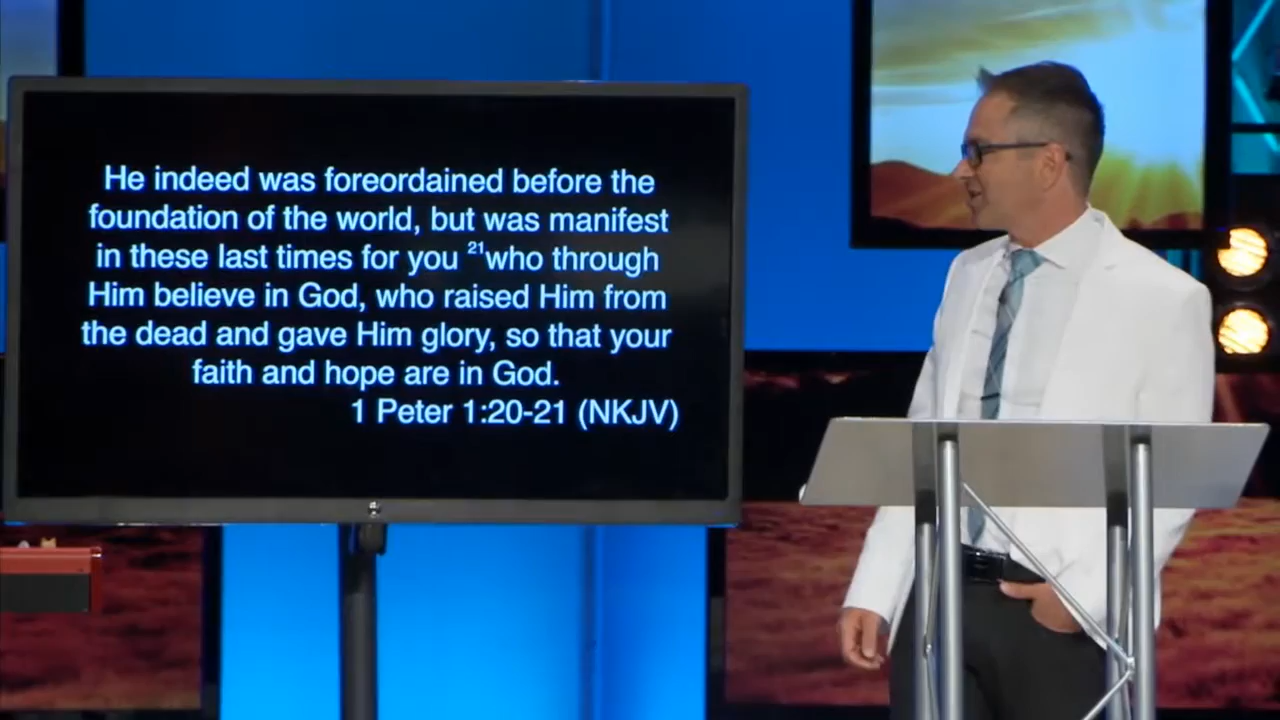 He indeed was foreordained before the
foundation of the world, but was manifest
in these last times for you ²¹who through
Him believe in God, who raised Him from
the dead and gave Him glory, so that your
faith and hope are in God.
1 Peter 1:20-21 (NKJV)